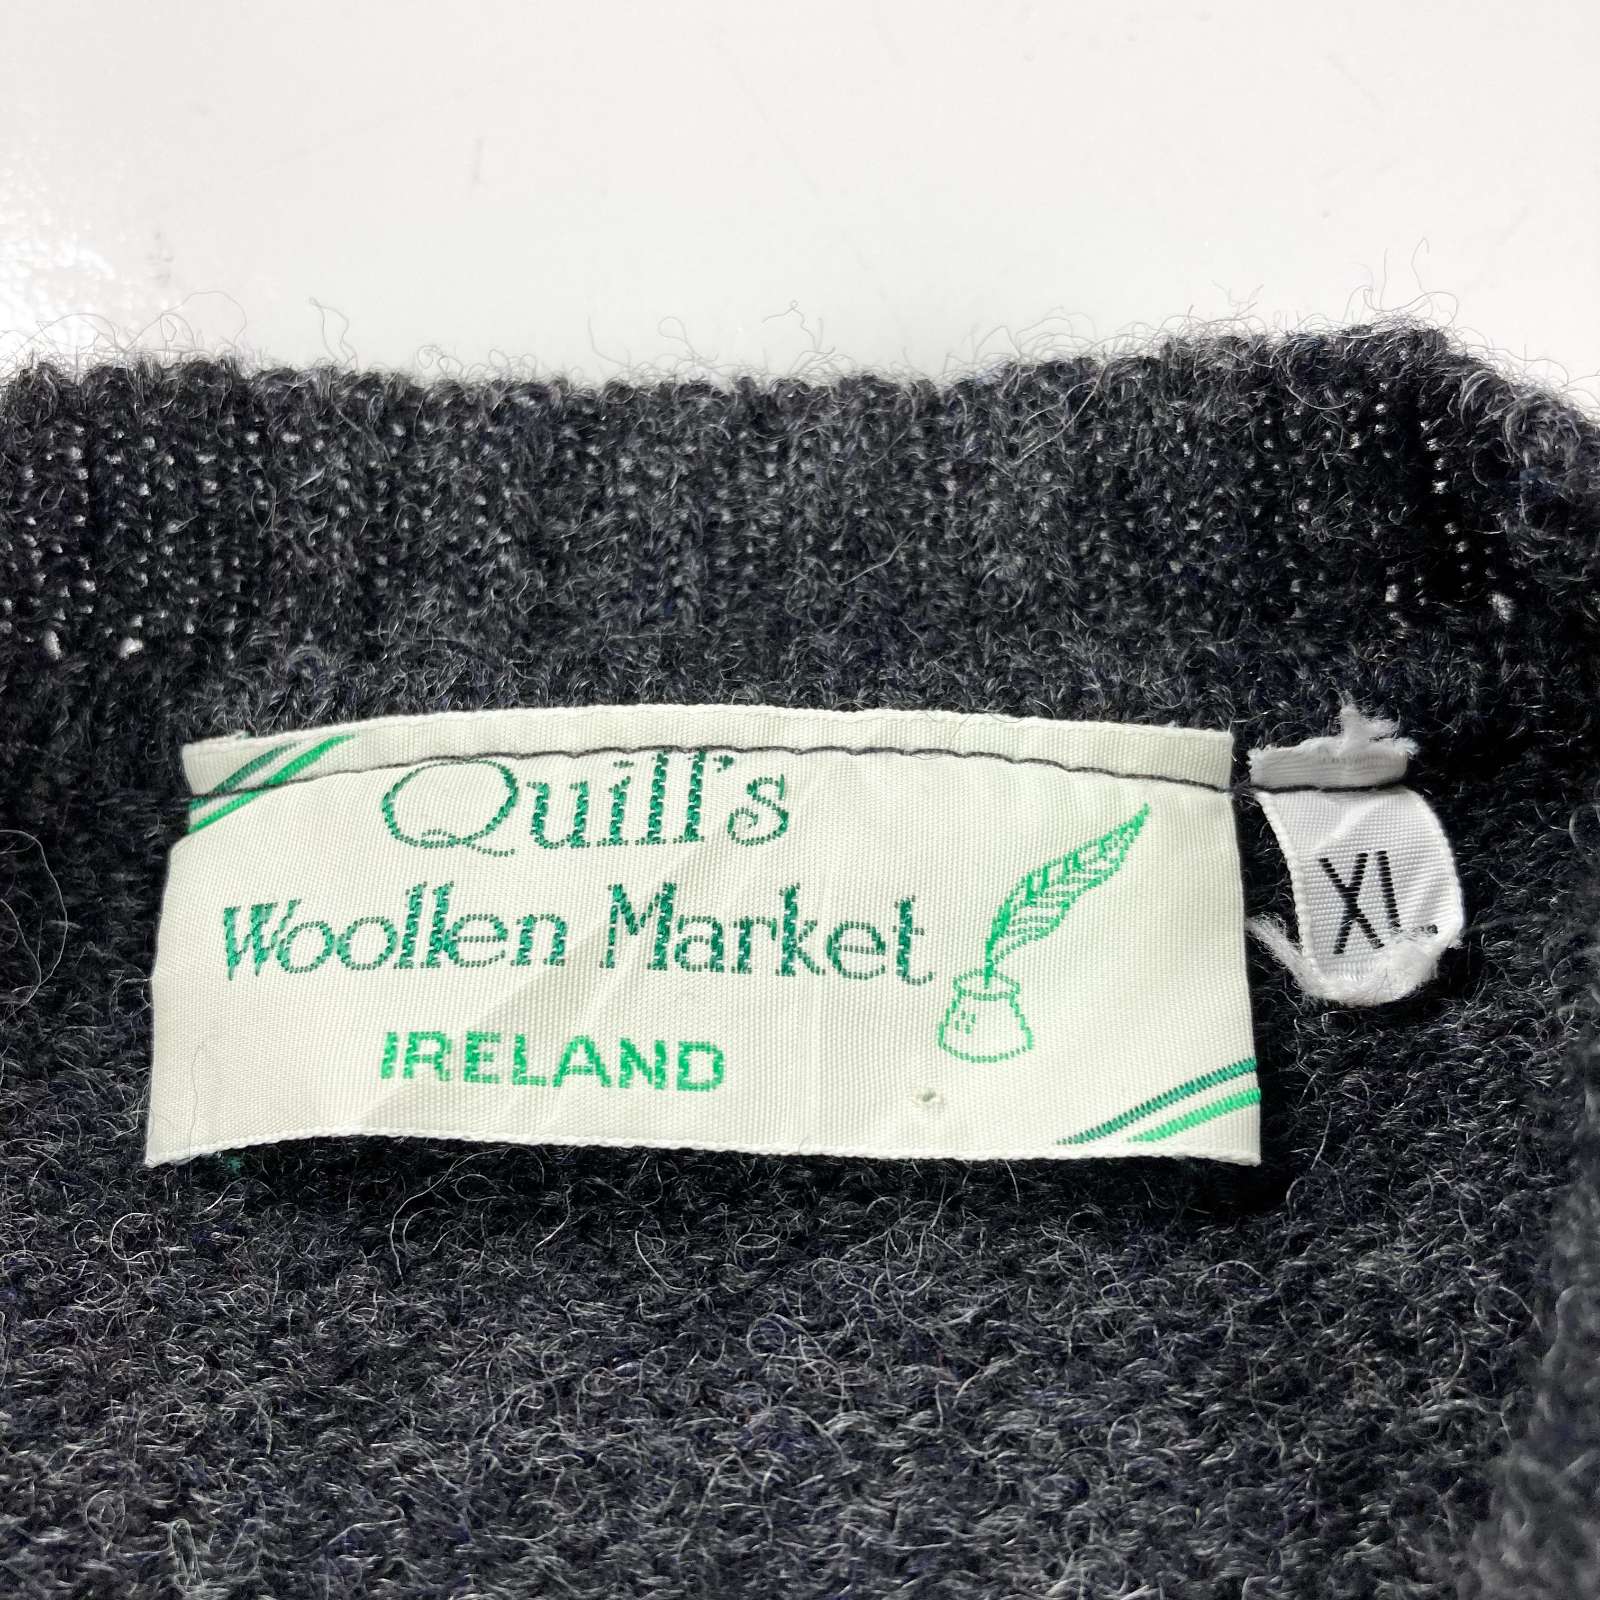 Quill's
Woollen Market
IRELAND
XL